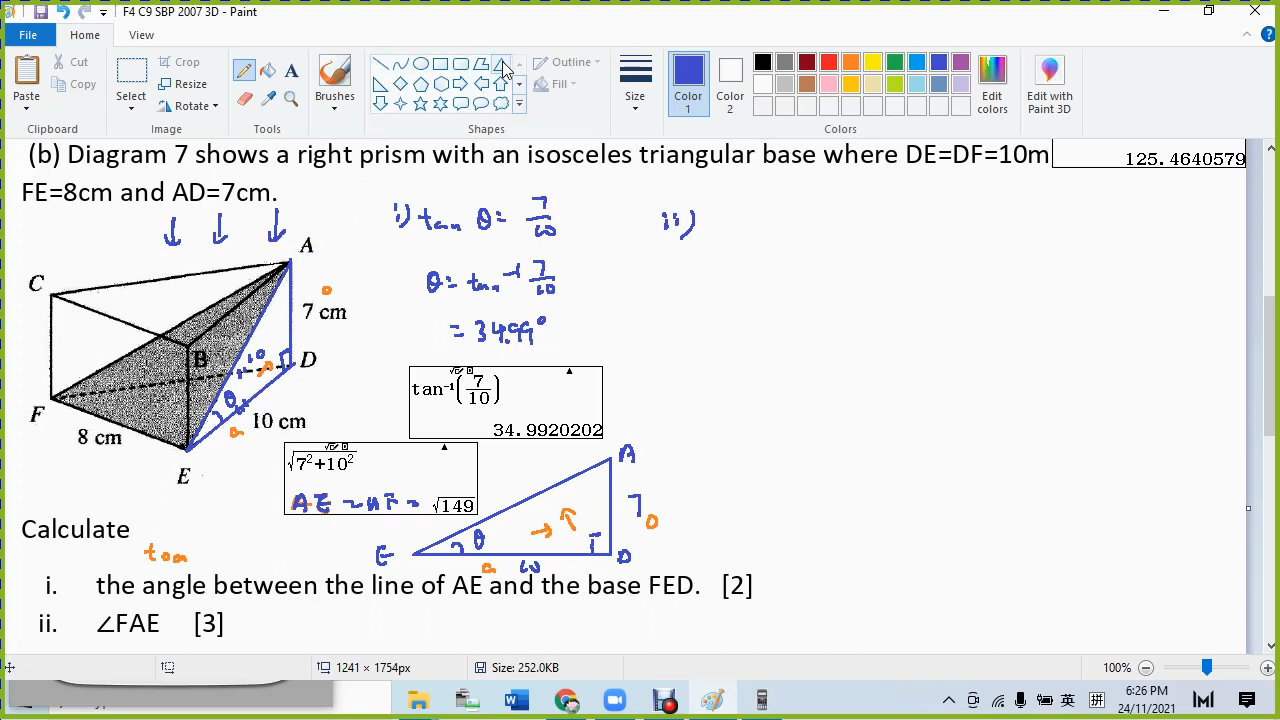 F4 C9 SBP 2007 3D - Paint
File Home View
Paste Cut Copy Clipboard
Select Crop Resize Rotate Image
A Tools
Brushes
Outline Fill Shapes
Size
Color 1 Color 2 Edit colors Colors
Edit with Paint 3D
(b) Diagram 7 shows a right prism with an isosceles triangular base where DE=DF=10m
125.4640579
FE=8cm and AD=7cm.
i) tan θ = 7/10
ii)
A
C
θ = tan⁻¹ 7/10
o
7 cm
= 34.99°
B
10
D
F
θ
a
10 cm
8 cm
E
tan⁻¹(7/10)
34.9920202
√7²+10²
AE = AF = √149
A
7 o
θ
E
a 10
D
Calculate
toa
i. the angle between the line of AE and the base FED. [2]
ii. ∠FAE [3]
1241 × 1754px
Size: 252.0KB
100%
英
拼
6:26 PM
24/11/2021